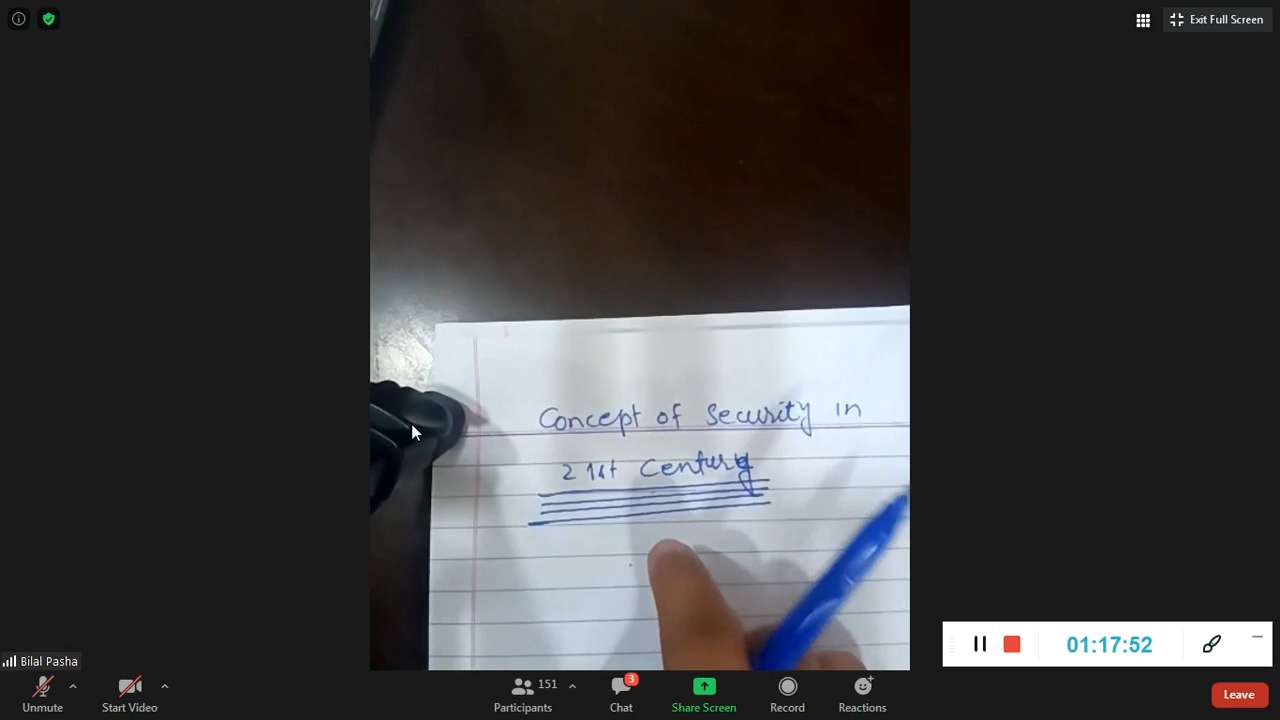 Exit Full Screen
Concept of Security in
21st Century
01:17:52
Bilal Pasha
Unmute
Start Video
151
Participants
3
Chat
Share Screen
Record
Reactions
Leave